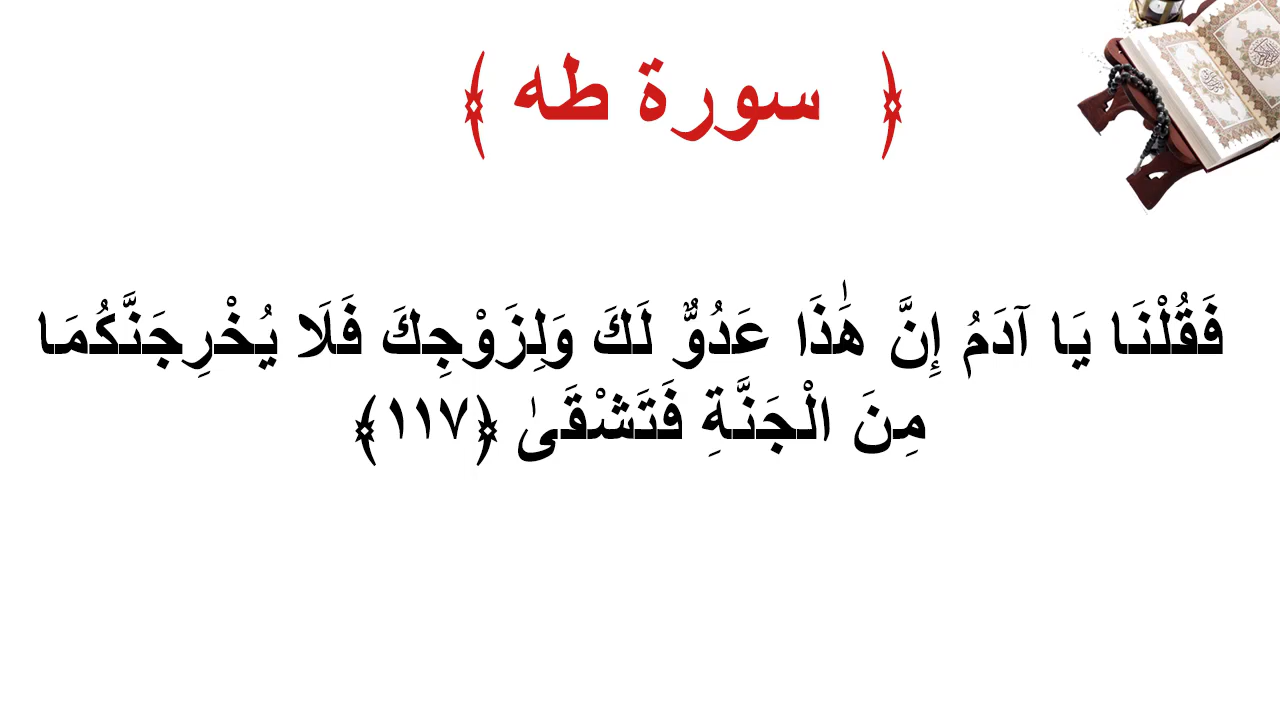 ﴿ سورة طه ﴾
فَقُلْنَا يَا آدَمُ إِنَّ هَٰذَا عَدُوٌّ لَكَ وَلِزَوْجِكَ فَلَا يُخْرِجَنَّكُمَا
مِنَ الْجَنَّةِ فَتَشْقَىٰ ﴿١١٧﴾